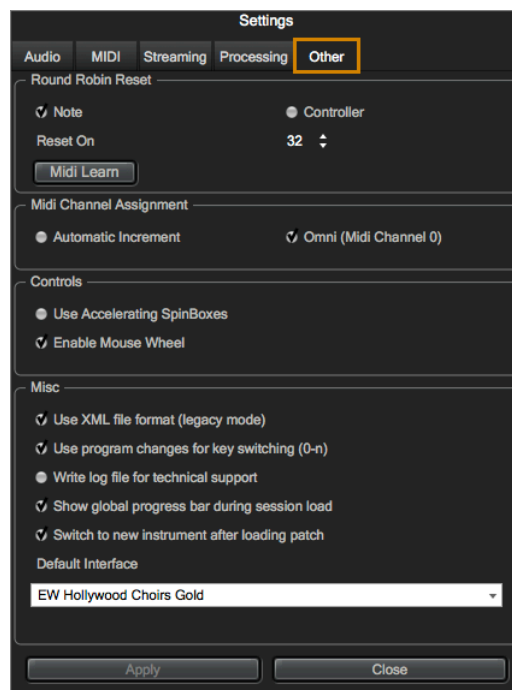 Settings
Audio MIDI Streaming Processing Other
Round Robin Reset
Note Controller
Reset On 32
Midi Learn
Midi Channel Assignment
Automatic Increment Omni (Midi Channel 0)
Controls
Use Accelerating SpinBoxes
Enable Mouse Wheel
Misc
Use XML file format (legacy mode)
Use program changes for key switching (0-n)
Write log file for technical support
Show global progress bar during session load
Switch to new instrument after loading patch
Default Interface
EW Hollywood Choirs Gold
Apply Close